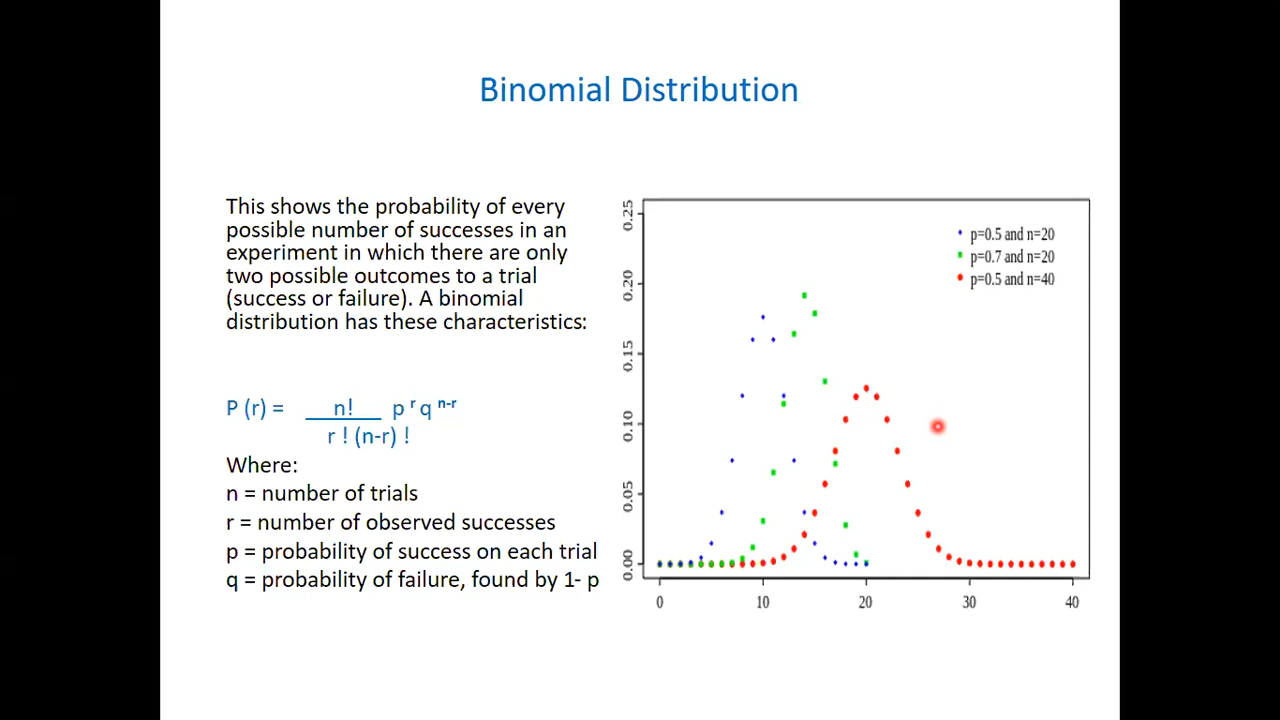 Binomial Distribution
This shows the probability of every
possible number of successes in an
experiment in which there are only
two possible outcomes to a trial
(success or failure). A binomial
distribution has these characteristics:
P (r) = n! p r q n-r
r ! (n-r) !
Where:
n = number of trials
r = number of observed successes
p = probability of success on each trial
q = probability of failure, found by 1- p
0.25
0.20
0.15
0.10
0.05
0.00
p=0.5 and n=20
p=0.7 and n=20
p=0.5 and n=40
0 10 20 30 40